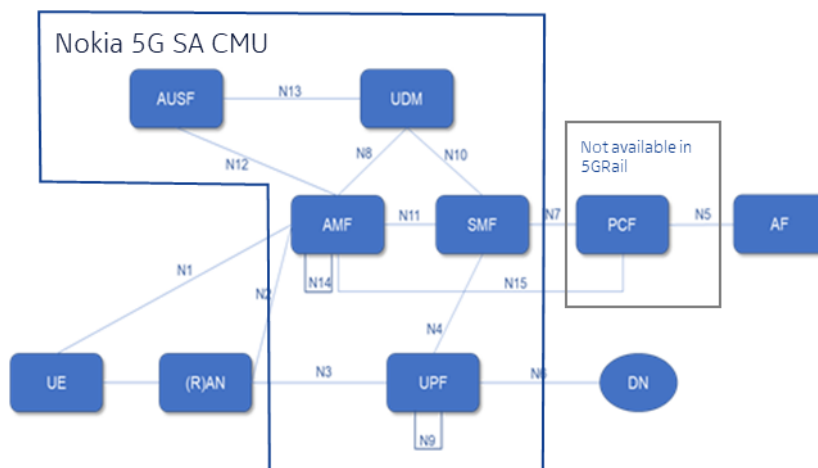 Nokia 5G SA CMU
AUSF
N13
UDM
N12
N8
N10
Not available in
5GRail
AMF
N11
SMF
N7
PCF
N5
AF
N1
N2
N14
N15
N4
UE
(R)AN
N3
UPF
N6
DN
N9